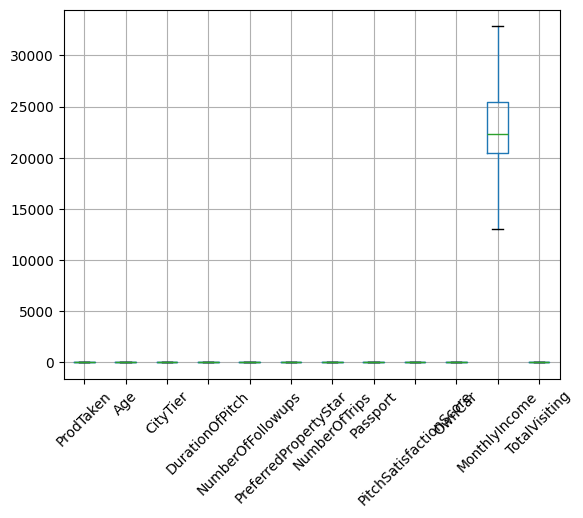 30000
25000
20000
15000
10000
5000
0
ProdTaken
Age
CityTier
DurationOfPitch
NumberOfFollowups
PreferredPropertyStar
NumberOfTrips
Passport
PitchSatisfactionScore
OwnCar
MonthlyIncome
TotalVisiting